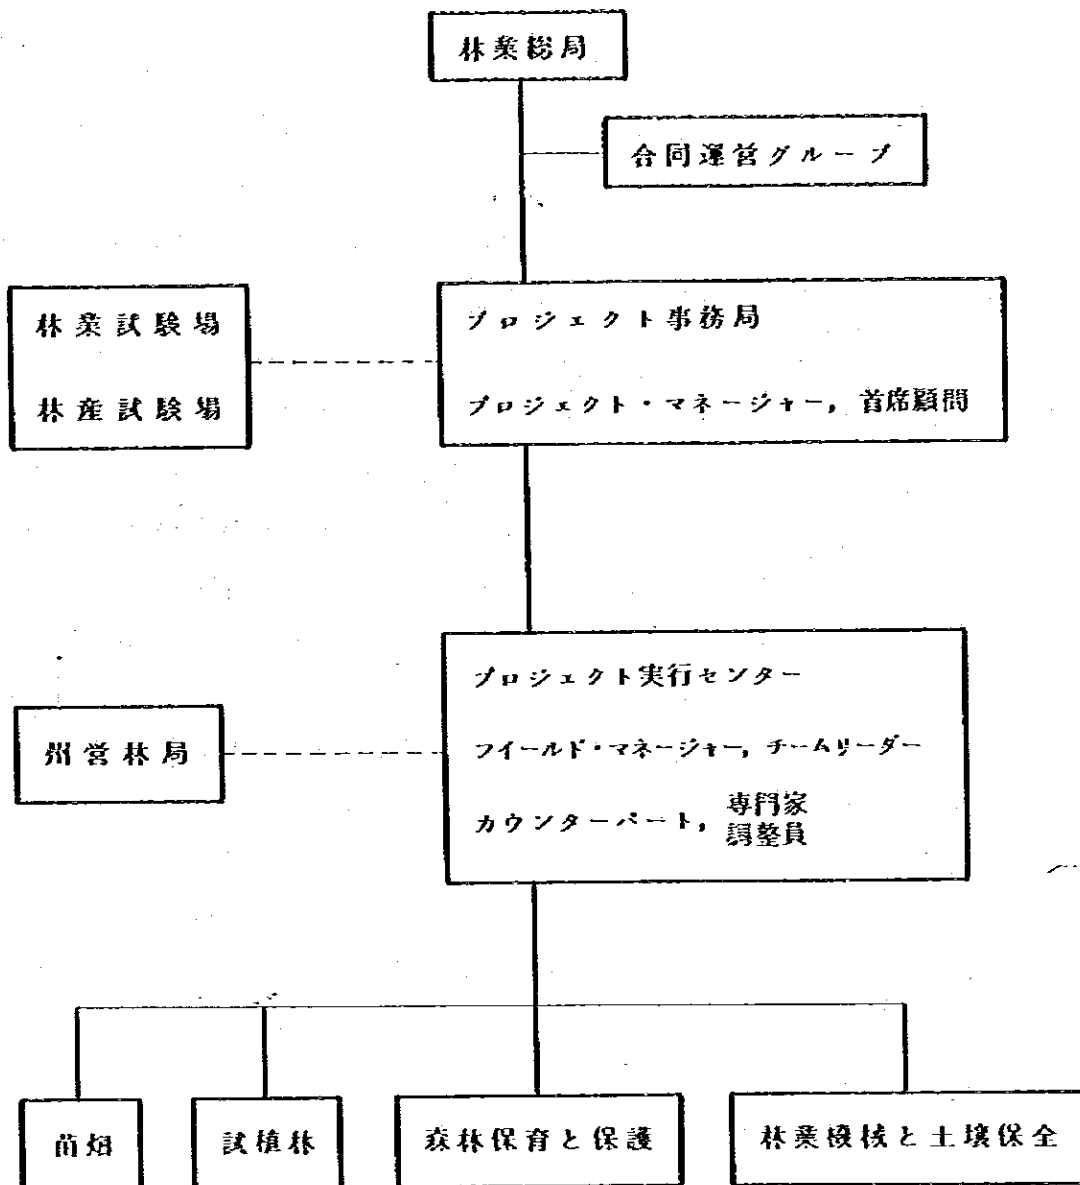 林業総局
合同運営グループ
林業試験場
林産試験場
プロジェクト事務局
プロジェクト・マネージャー, 首席顧問
プロジェクト実行センター
フイールド・マネージャー, チームリーダー
カウンターパート, 専門家
調整員
州営林局
苗畑
試植林
森林保育と保護
林業機械と土壌保全